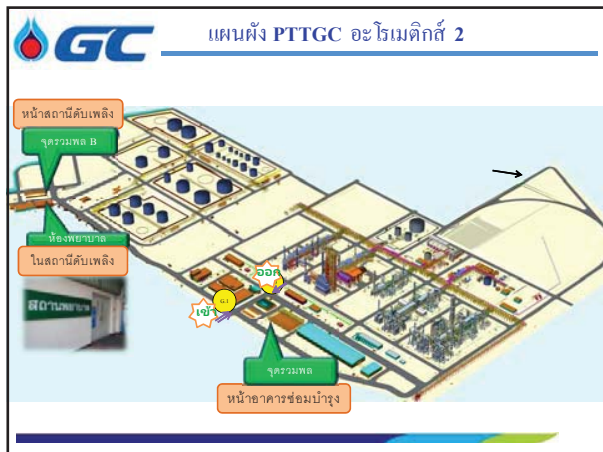 GC
แผนผัง PTTGC อะโรเมติกส์ 2
หน้าสถานีดับเพลิง
จุดรวมพล B
ห้องพยาบาล
ในสถานีดับเพลิง
สถานพยาบาล
ออก
G.1
เข้า
จุดรวมพล
หน้าอาคารซ่อมบำรุง